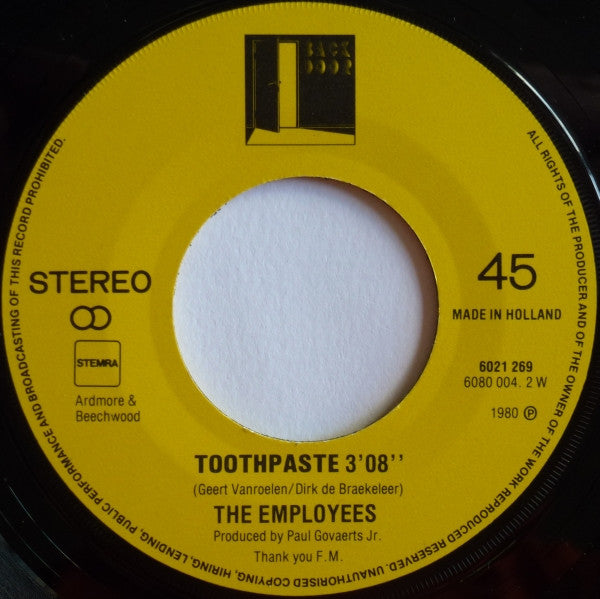 BACK
DOOR
ALL RIGHTS OF THE PRODUCER AND OF THE OWNER OF THE WORK REPRODUCED RESERVED. UNAUTHORISED COPYING, HIRING, LENDING, PUBLIC PERFORMANCE AND BROADCASTING OF THIS RECORD PROHIBITED.
STEREO
STEMRA
Ardmore &
Beechwood
45
MADE IN HOLLAND
6021 269
6080 004. 2 W
1980 ℗
TOOTHPASTE 3'08''
(Geert Vanroelen/Dirk de Braekeleer)
THE EMPLOYEES
Produced by Paul Govaerts Jr.
Thank you F.M.